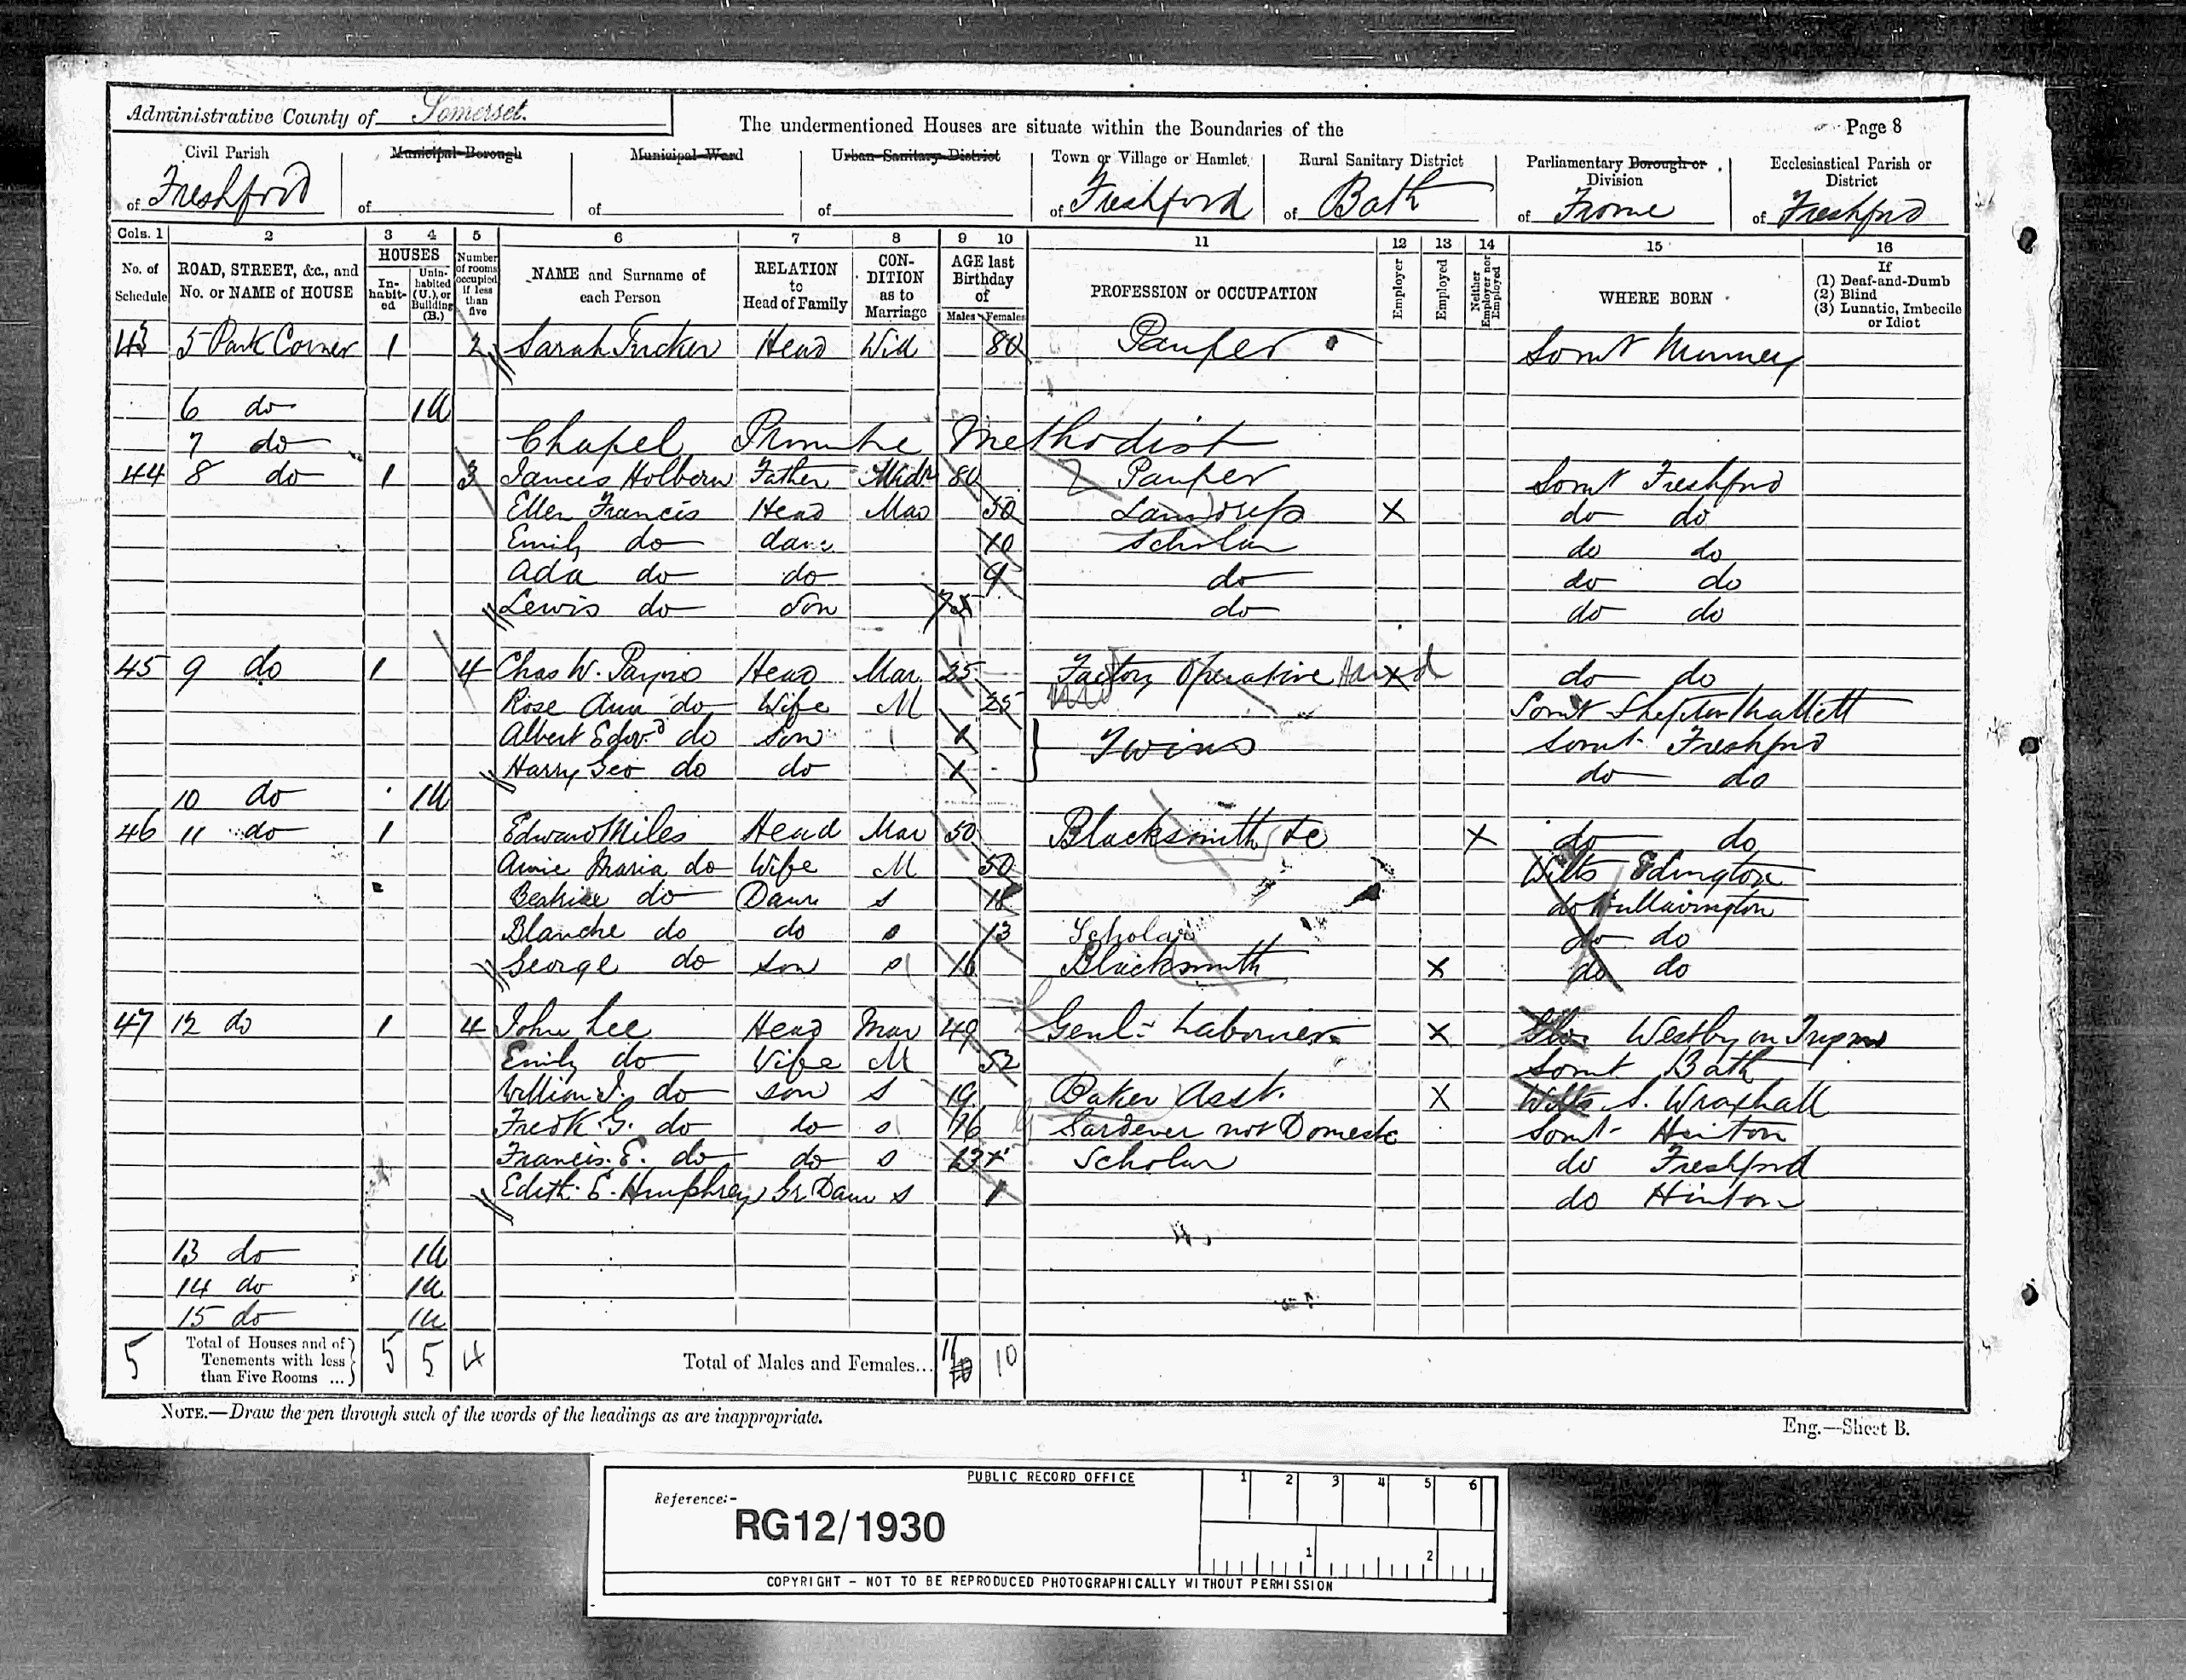 Administrative County of Somerset.
The undermentioned Houses are situate within the Boundaries of the
Page 8
Civil Parish of Freshford
Municipal Borough of
Municipal Ward of
Urban Sanitary District of
Town or Village or Hamlet of Freshford
Rural Sanitary District of Bath
Parliamentary Borough or Division of Frome
Ecclesiastical Parish or District of Freshford
Cols. 1 2 3 4 5 6 7 8 9 10 11 12 13 14 15 16
No. of Schedule
ROAD, STREET, &c., and No. or NAME of HOUSE
HOUSES
In-habit-ed
Unin-habited (U.), or Building (B.)
Number of rooms occupied if less than five
NAME and Surname of each Person
RELATION to Head of Family
CON-DITION as to Marriage
AGE last Birthday of
Males Females
PROFESSION or OCCUPATION
Employer
Employed
Neither Employer nor Employed
WHERE BORN
If
(1) Deaf-and-Dumb
(2) Blind
(3) Lunatic, Imbecile or Idiot
43 5 Park Corner 1 2 Sarah Tucker Head Wid 80 Pauper Somt Nunney
6 do 1U
7 do Chapel Primitive Methodist
44 8 do 1 3 James Holborn Father Widr 80 Pauper Somt Freshford
Ellen Francis Head Mar 50 Laundress X do do
Emily do daur 10 Scholar do do
Ada do do 9 do do do
Lewis do Son do do do
45 9 do 1 4 Chas W. Head Mar 25 Factory Operative Hand X do do
Rose Ann do Wife M 25 Somt Shepton Mallett
Albert Edwd do son Twins Somt Freshford
Harry Geo do do do do
10 do 1U
46 11 do 1 Edward Miles Head Mar 50 Blacksmith X do do
Annie Maria do Wife M 50 Wilts Edington
Beatrice do Daur s 18 do
Blanche do do s 13 Scholar do do
George do son s 16 Blacksmith X do do
47 12 do 1 4 John Lee Head Mar 49 Genl Labourer X Westbury on
Emily do Wife M 52 Somt Bath
William J. do son s 19 Baker Asst. X Wilts S. Wraxhall
Fredk. G. do do s 16 Gardener not Domestc Somt Hinton
Francis. E. do do s 13 Scholar do Freshford
Edith. E. Humphrey Gr. Daur s 1 do Hinton
13 do 1U
14 do 1U
15 do 1U
5 Total of Houses and of Tenements with less than Five Rooms ... 5 5 4 Total of Males and Females... 11 10
NOTE.—Draw the pen through such of the words of the headings as are inappropriate.
Eng.—Sheet B.
PUBLIC RECORD OFFICE
1 2 3 4 5 6
Reference:-
RG12/1930
1 2
COPYRIGHT - NOT TO BE REPRODUCED PHOTOGRAPHICALLY WITHOUT PERMISSION